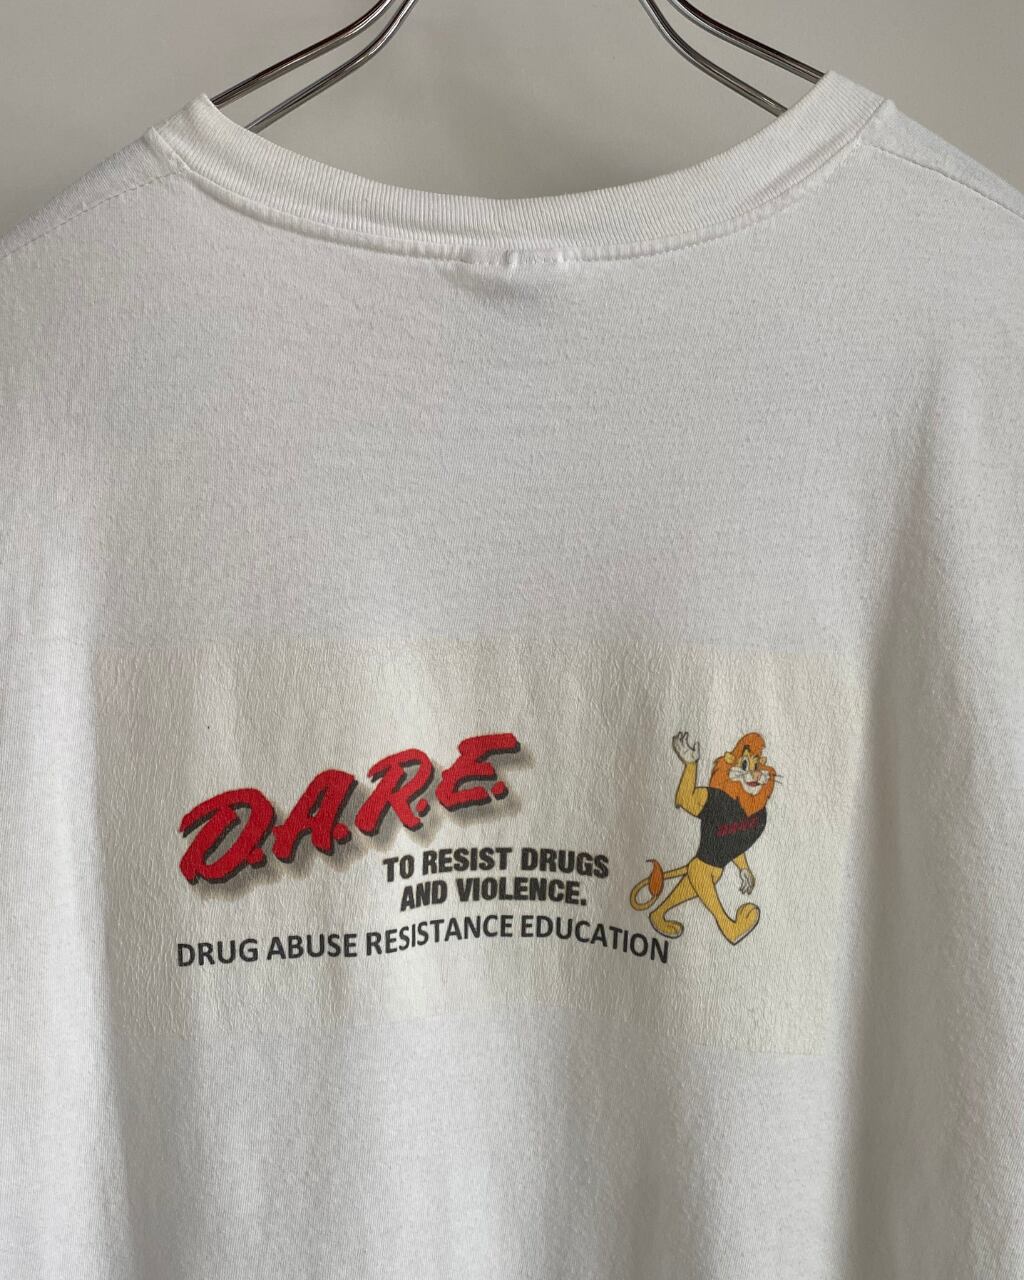 D.A.R.E.
TO RESIST DRUGS
AND VIOLENCE.
DRUG ABUSE RESISTANCE EDUCATION
D.A.R.E.